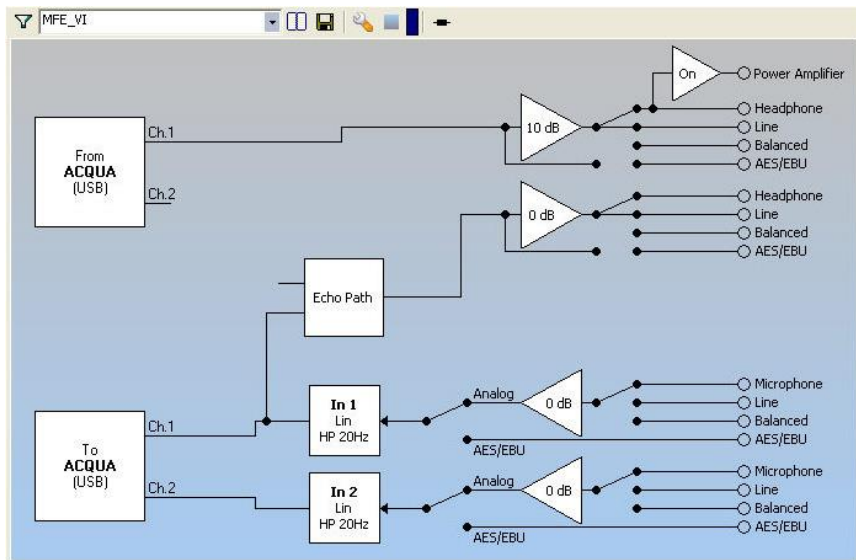 MFE_VI
On
Power Amplifier
Headphone
10 dB
Line
Balanced
AES/EBU
From
ACQUA
(USB)
Ch.1
Ch.2
Headphone
0 dB
Line
Balanced
AES/EBU
Echo Path
To
ACQUA
(USB)
Ch.1
Ch.2
In 1
Lin
HP 20Hz
Analog
0 dB
AES/EBU
Microphone
Line
Balanced
AES/EBU
In 2
Lin
HP 20Hz
Analog
0 dB
AES/EBU
Microphone
Line
Balanced
AES/EBU